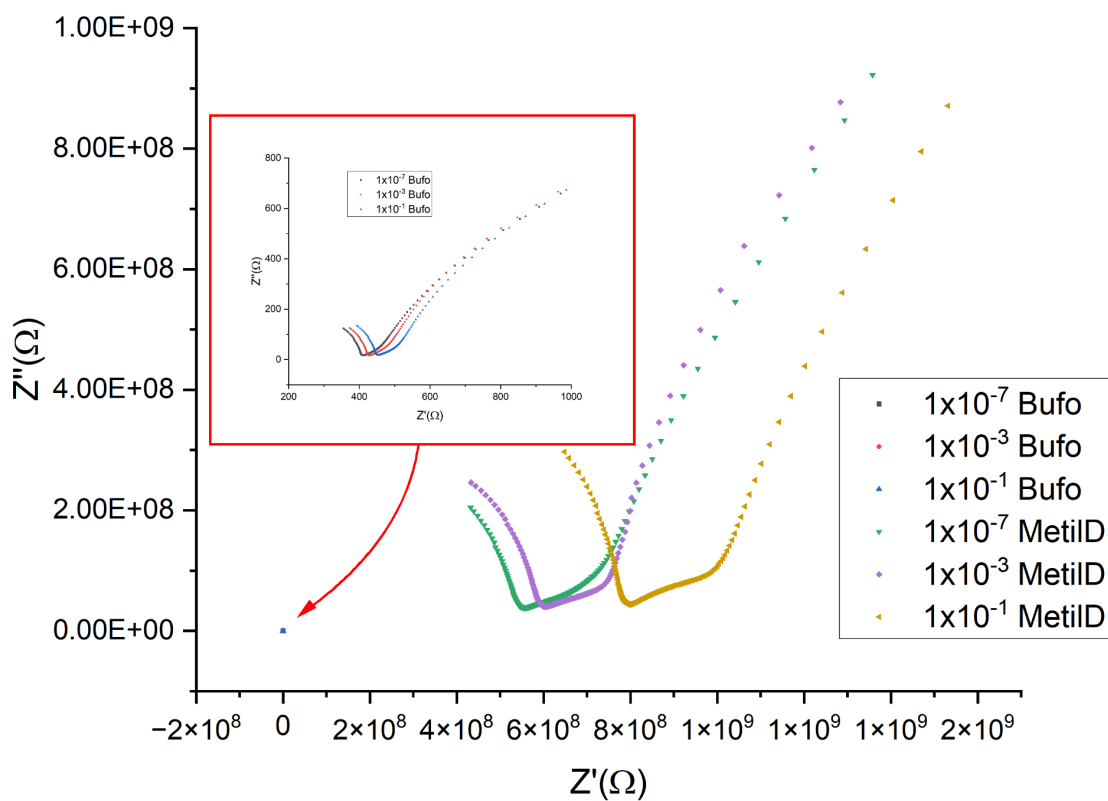 1.00E+09
8.00E+08
6.00E+08
4.00E+08
2.00E+08
0.00E+00
Z''(Ω)
−2×10⁸ 0 2×10⁸ 4×10⁸ 6×10⁸ 8×10⁸ 1×10⁹ 1×10⁹ 1×10⁹ 2×10⁹
Z'(Ω)
800
600
400
200
0
Z''(Ω)
200 400 600 800 1000
Z'(Ω)
1x10⁻⁷ Bufo
1x10⁻³ Bufo
1x10⁻¹ Bufo
1x10⁻⁷ Bufo
1x10⁻³ Bufo
1x10⁻¹ Bufo
1x10⁻⁷ MetilD
1x10⁻³ MetilD
1x10⁻¹ MetilD